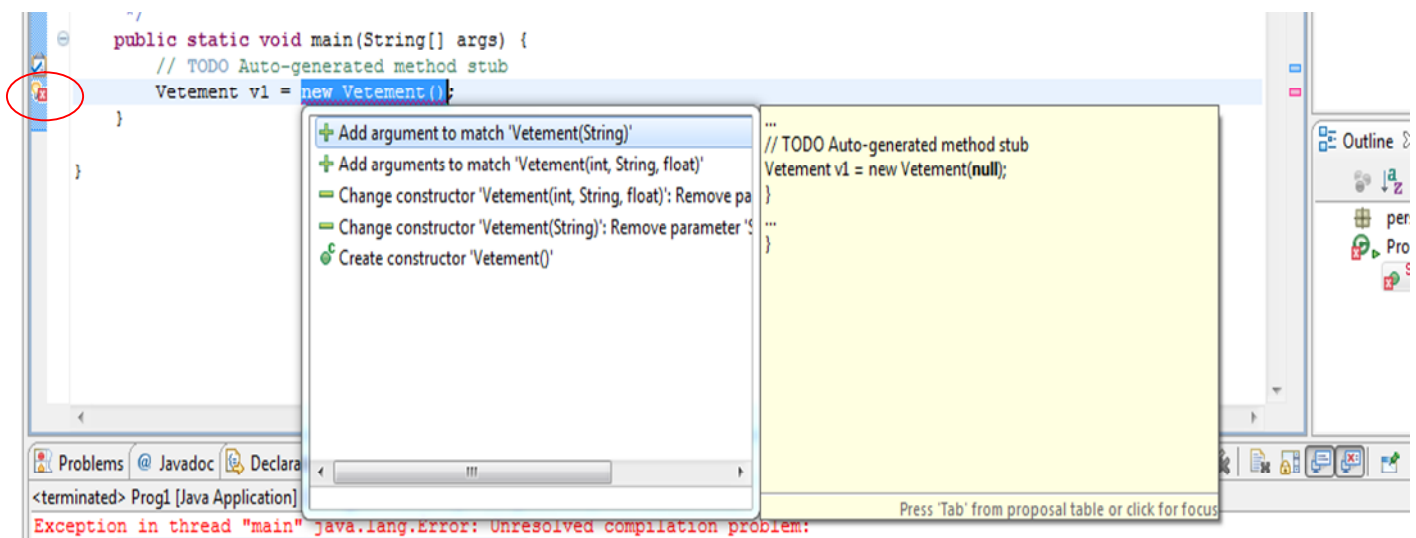 */
public static void main(String[] args) {
// TODO Auto-generated method stub
Vetement v1 = new Vetement();
}
}
Add argument to match 'Vetement(String)'
Add arguments to match 'Vetement(int, String, float)'
Change constructor 'Vetement(int, String, float)': Remove pa
Change constructor 'Vetement(String)': Remove parameter 'S
Create constructor 'Vetement()'
...
// TODO Auto-generated method stub
Vetement v1 = new Vetement(null);
}
...
}
Press 'Tab' from proposal table or click for focus
Outline
per
Pro
Problems @ Javadoc Declara
<terminated> Prog1 [Java Application]
Exception in thread "main" java.lang.Error: Unresolved compilation problem: